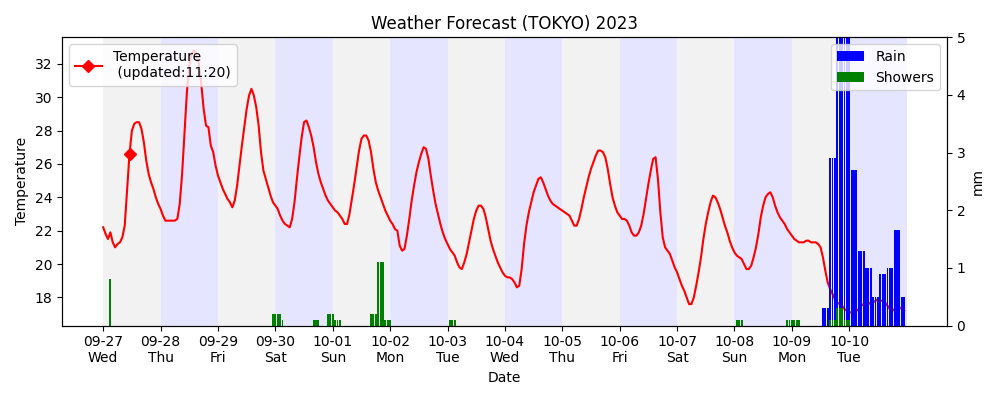 Weather Forecast (TOKYO) 2023
Temperature
(updated:11:20)
Rain
Showers
Temperature
32
30
28
26
24
22
20
18
5
4
3
2
1
0
mm
09-27 09-28 09-29 09-30 10-01 10-02 10-03 10-04 10-05 10-06 10-07 10-08 10-09 10-10
Wed Thu Fri Sat Sun Mon Tue Wed Thu Fri Sat Sun Mon Tue
Date